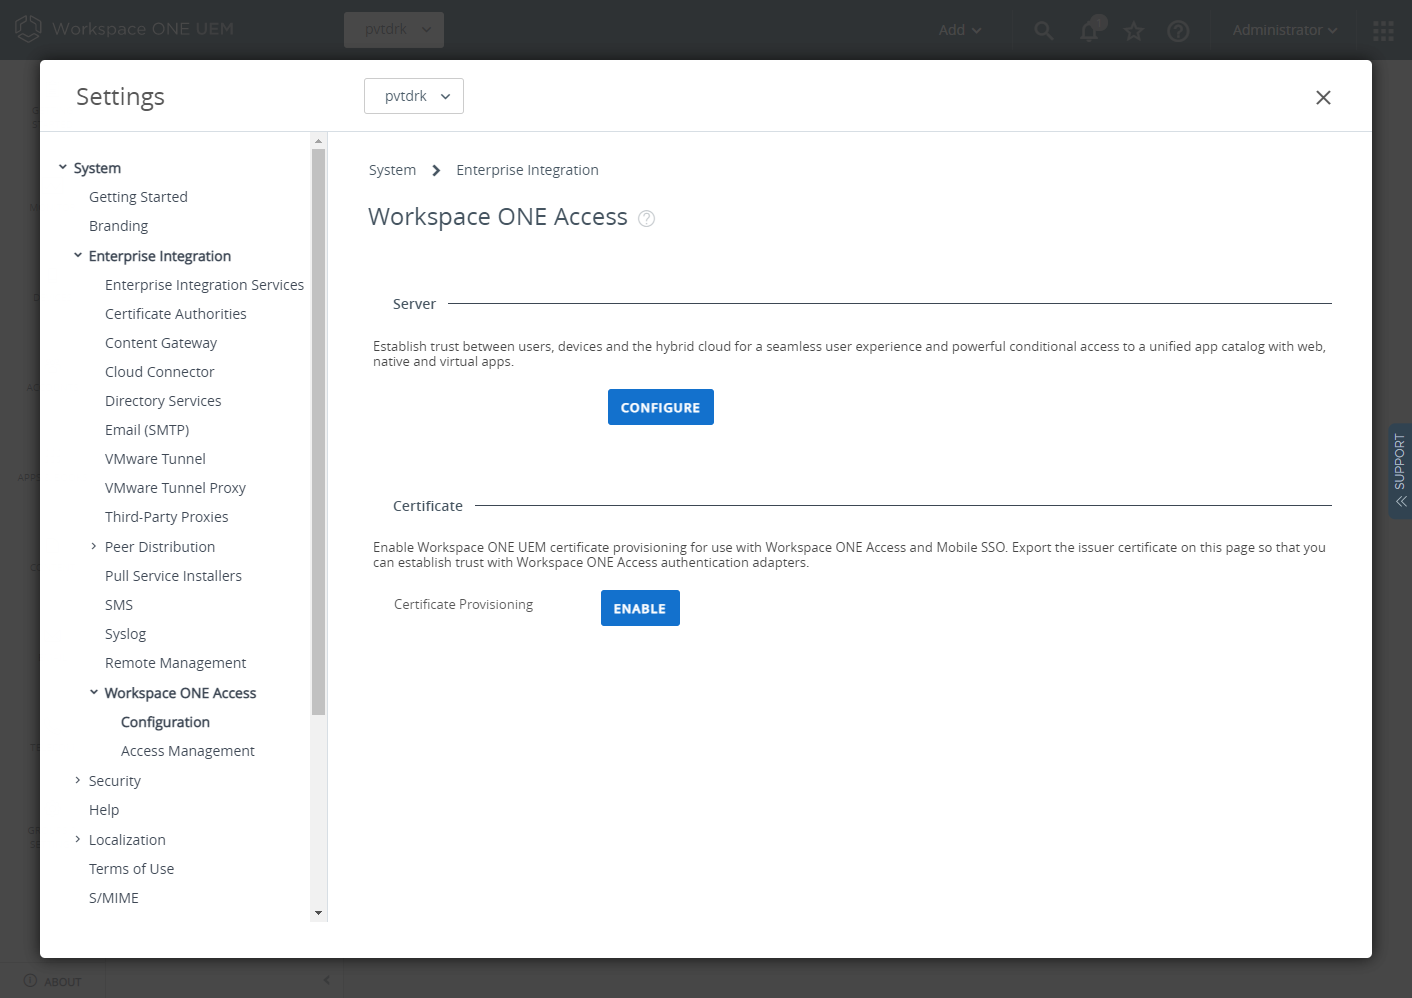 Workspace ONE UEM
pvtdrk
Add
Administrator
Settings
pvtdrk
System
Getting Started
Branding
Enterprise Integration
Enterprise Integration Services
Certificate Authorities
Content Gateway
Cloud Connector
Directory Services
Email (SMTP)
VMware Tunnel
VMware Tunnel Proxy
Third-Party Proxies
Peer Distribution
Pull Service Installers
SMS
Syslog
Remote Management
Workspace ONE Access
Configuration
Access Management
Security
Help
Localization
Terms of Use
S/MIME
System
Enterprise Integration
Workspace ONE Access
Server
Establish trust between users, devices and the hybrid cloud for a seamless user experience and powerful conditional access to a unified app catalog with web,
native and virtual apps.
CONFIGURE
Certificate
Enable Workspace ONE UEM certificate provisioning for use with Workspace ONE Access and Mobile SSO. Export the issuer certificate on this page so that you
can establish trust with Workspace ONE Access authentication adapters.
Certificate Provisioning
ENABLE
SUPPORT
ABOUT